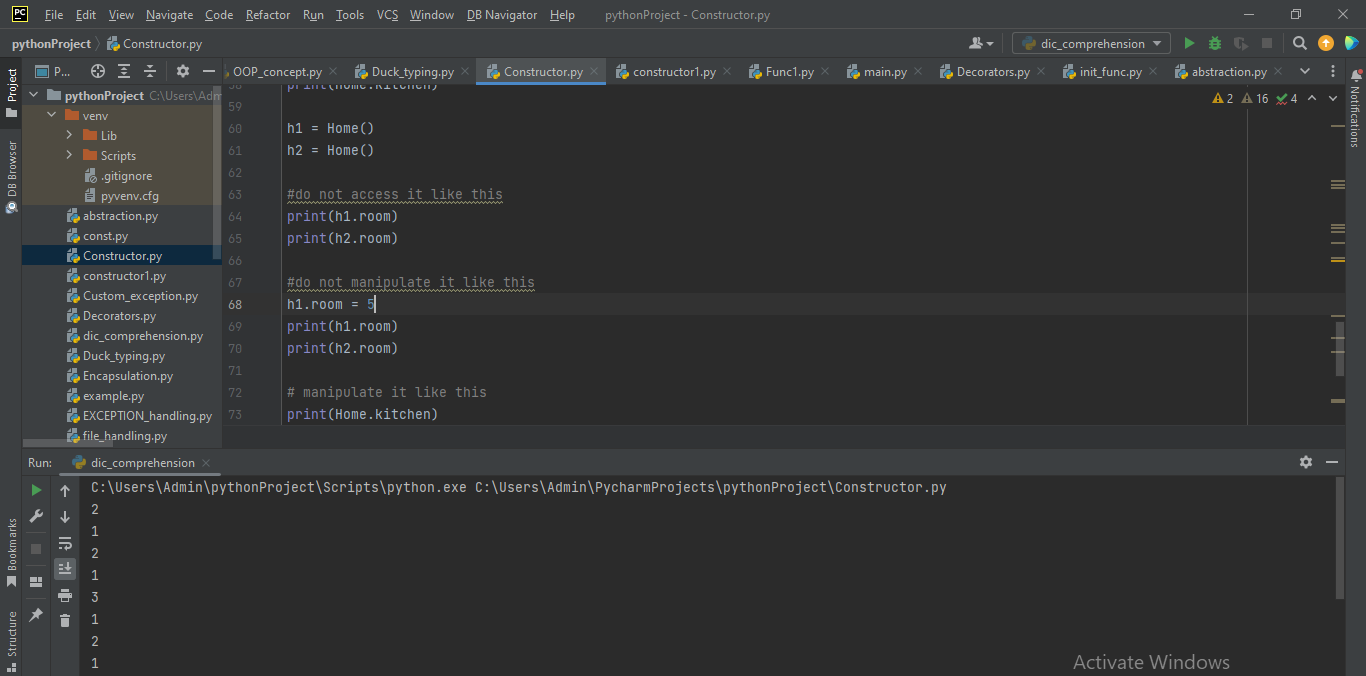 PC File Edit View Navigate Code Refactor Run Tools VCS Window DB Navigator Help pythonProject - Constructor.py
pythonProject Constructor.py dic_comprehension
P... OOP_concept.py Duck_typing.py Constructor.py constructor1.py Func1.py main.py Decorators.py init_func.py abstraction.py
Project
DB Browser
Bookmarks
Structure
Notifications
pythonProject C:\Users\Adm
venv
Lib
Scripts
.gitignore
pyvenv.cfg
abstraction.py
const.py
Constructor.py
constructor1.py
Custom_exception.py
Decorators.py
dic_comprehension.py
Duck_typing.py
Encapsulation.py
example.py
EXCEPTION_handling.py
file_handling.py
2 16 4
58 print(Home.kitchen)
59
60 h1 = Home()
61 h2 = Home()
62
63 #do not access it like this
64 print(h1.room)
65 print(h2.room)
66
67 #do not manipulate it like this
68 h1.room = 5
69 print(h1.room)
70 print(h2.room)
71
72 # manipulate it like this
73 print(Home.kitchen)
Run: dic_comprehension
C:\Users\Admin\pythonProject\Scripts\python.exe C:\Users\Admin\PycharmProjects\pythonProject\Constructor.py
2
1
2
1
3
1
2
1
Activate Windows